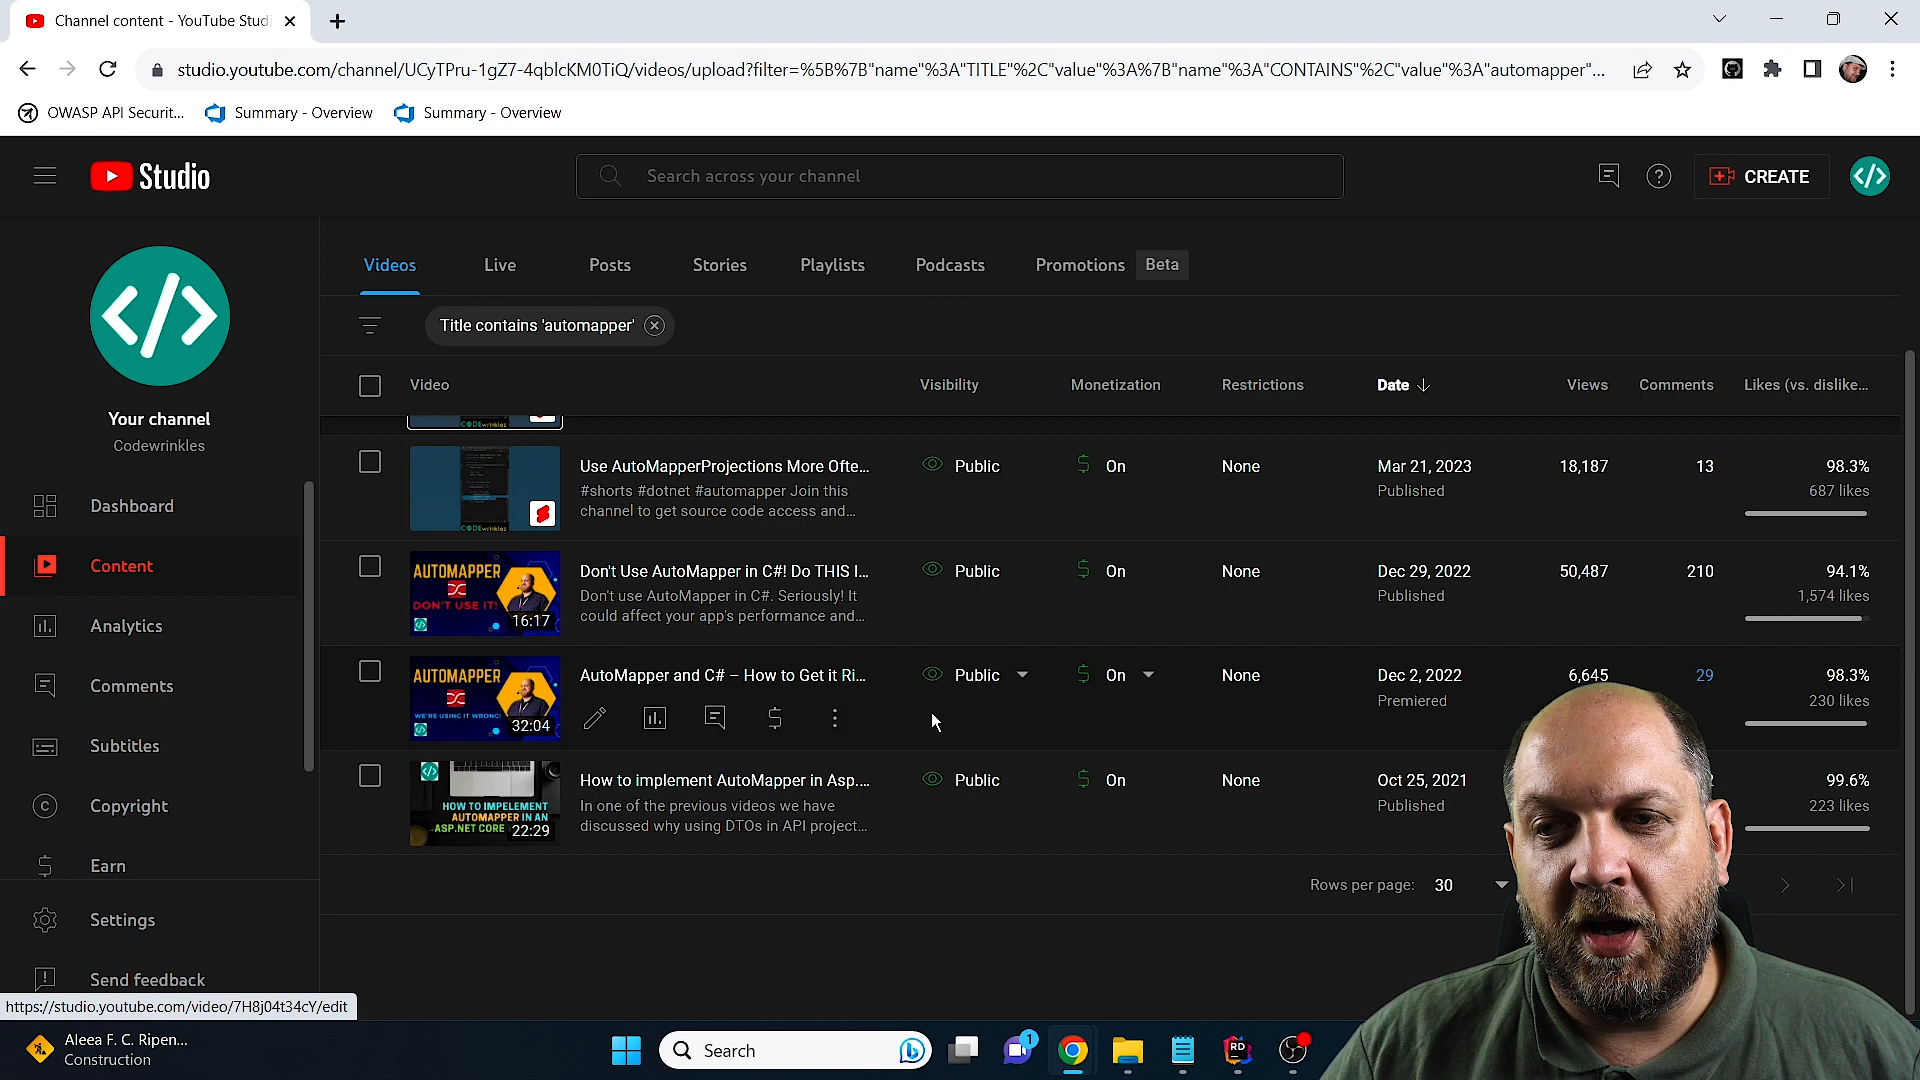 Channel content - YouTube Studi
studio.youtube.com/channel/UCyTPru-1gZ7-4qblcKM0TiQ/videos/upload?filter=%5B%7B"name"%3A"TITLE"%2C"value"%3A%7B"name"%3A"CONTAINS"%2C"value"%3A"automapper"...
OWASP API Securit... Summary - Overview Summary - Overview
Studio
Search across your channel
CREATE
Videos Live Posts Stories Playlists Podcasts Promotions Beta
Title contains 'automapper'
Video Visibility Monetization Restrictions Date Views Comments Likes (vs. dislike...
Your channel
Codewrinkles
Dashboard
Content
Analytics
Comments
Subtitles
Copyright
Earn
Settings
Send feedback
CODEwrinkles
Use AutoMapperProjections More Ofte... Public On None Mar 21, 2023 18,187 13 98.3%
#shorts #dotnet #automapper Join this Published 687 likes
channel to get source code access and...
CODEwrinkles
AUTOMAPPER
DON'T USE IT!
16:17
Don't Use AutoMapper in C#! Do THIS I... Public On None Dec 29, 2022 50,487 210 94.1%
Don't use AutoMapper in C#. Seriously! It Published 1,574 likes
could affect your app's performance and...
AUTOMAPPER
WE'RE USING IT WRONG!
32:04
AutoMapper and C# – How to Get it Ri... Public On None Dec 2, 2022 6,645 29 98.3%
Premiered 230 likes
HOW TO IMPELEMENT
AUTOMAPPER IN AN
ASP.NET CORE
22:29
How to implement AutoMapper in Asp.... Public On None Oct 25, 2021 99.6%
In one of the previous videos we have Published 223 likes
discussed why using DTOs in API project...
Rows per page: 30
https://studio.youtube.com/video/7H8j04t34cY/edit
Aleea F. C. Ripen...
Construction
Search
1
RD